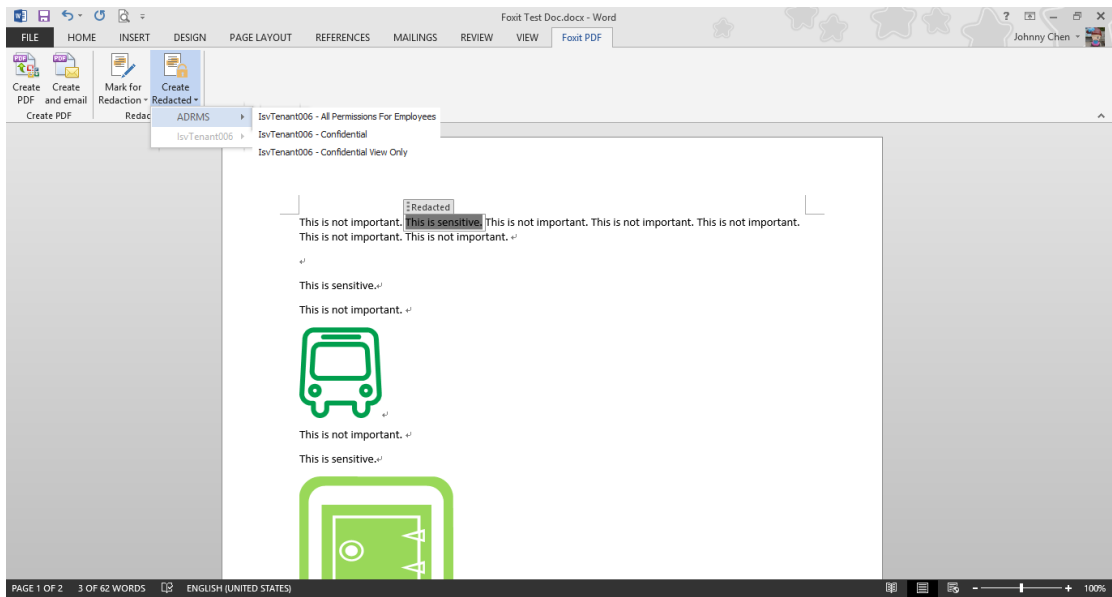 Foxit Test Doc.docx - Word
?
FILE HOME INSERT DESIGN PAGE LAYOUT REFERENCES MAILINGS REVIEW VIEW Foxit PDF Johnny Chen
PDF PDF
Create Create Mark for Create
PDF and email Redaction Redacted
Create PDF Redac
ADRMS IsvTenant006 - All Permissions For Employees
IsvTenant006 IsvTenant006 - Confidential
IsvTenant006 - Confidential View Only
Redacted
This is not important. This is sensitive. This is not important. This is not important. This is not important.
This is not important. This is not important.
This is sensitive.
This is not important.
This is not important.
This is sensitive.
PAGE 1 OF 2 3 OF 62 WORDS ENGLISH (UNITED STATES) 100%